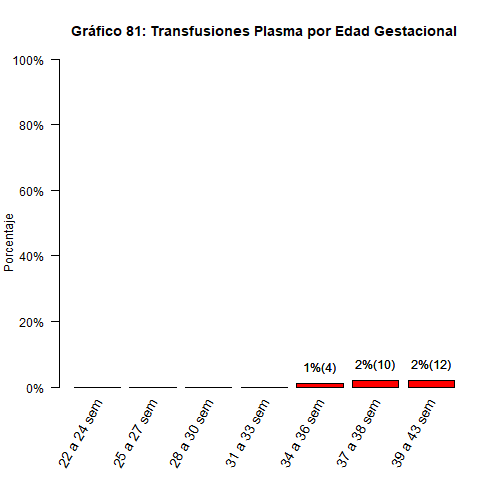 Gráfico 81: Transfusiones Plasma por Edad Gestacional
Porcentaje
100%
80%
60%
40%
20%
0%
1%(4)
2%(10)
2%(12)
22 a 24 sem
25 a 27 sem
28 a 30 sem
31 a 33 sem
34 a 36 sem
37 a 38 sem
39 a 43 sem